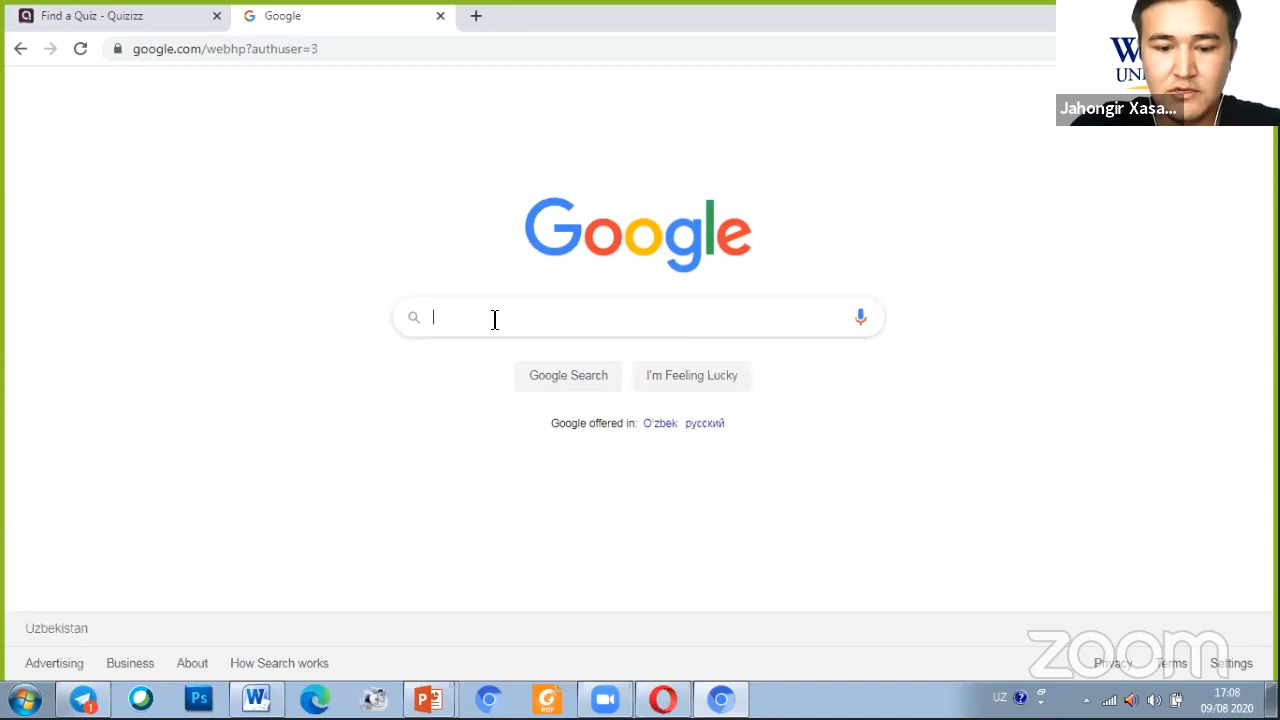 Find a Quiz - Quizizz
Google
google.com/webhp?authuser=3
Jahongir Xasa...
Google
Google Search
I'm Feeling Lucky
Google offered in: O'zbek русский
Uzbekistan
Advertising Business About How Search works
Privacy Terms Settings
zoom
UZ
17:08
09/08 2020